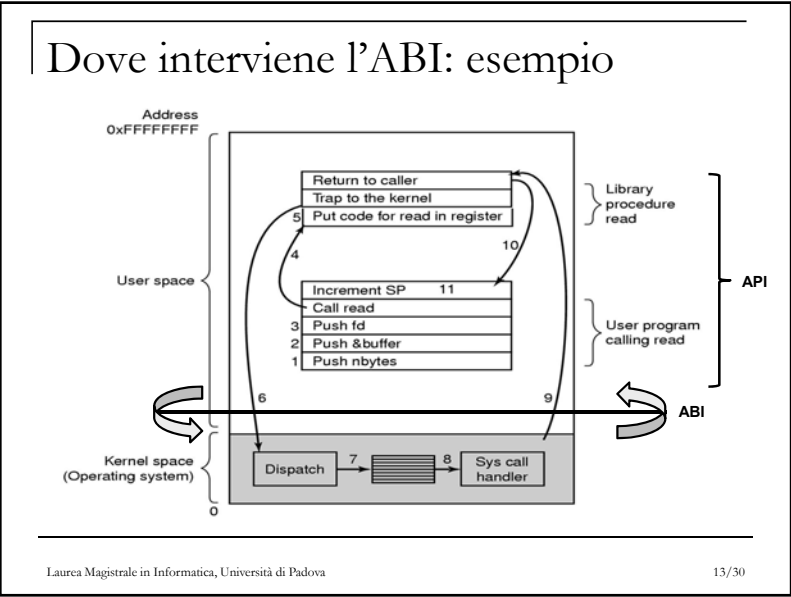 Dove interviene l'ABI: esempio
Address
0xFFFFFFFF
Return to caller
Trap to the kernel
5 Put code for read in register
Library
procedure
read
4
10
User space
API
Increment SP 11
Call read
3 Push fd
2 Push &buffer
1 Push nbytes
User program
calling read
6
9
ABI
Kernel space
(Operating system)
Dispatch
7
8
Sys call
handler
0
Laurea Magistrale in Informatica, Università di Padova
13/30